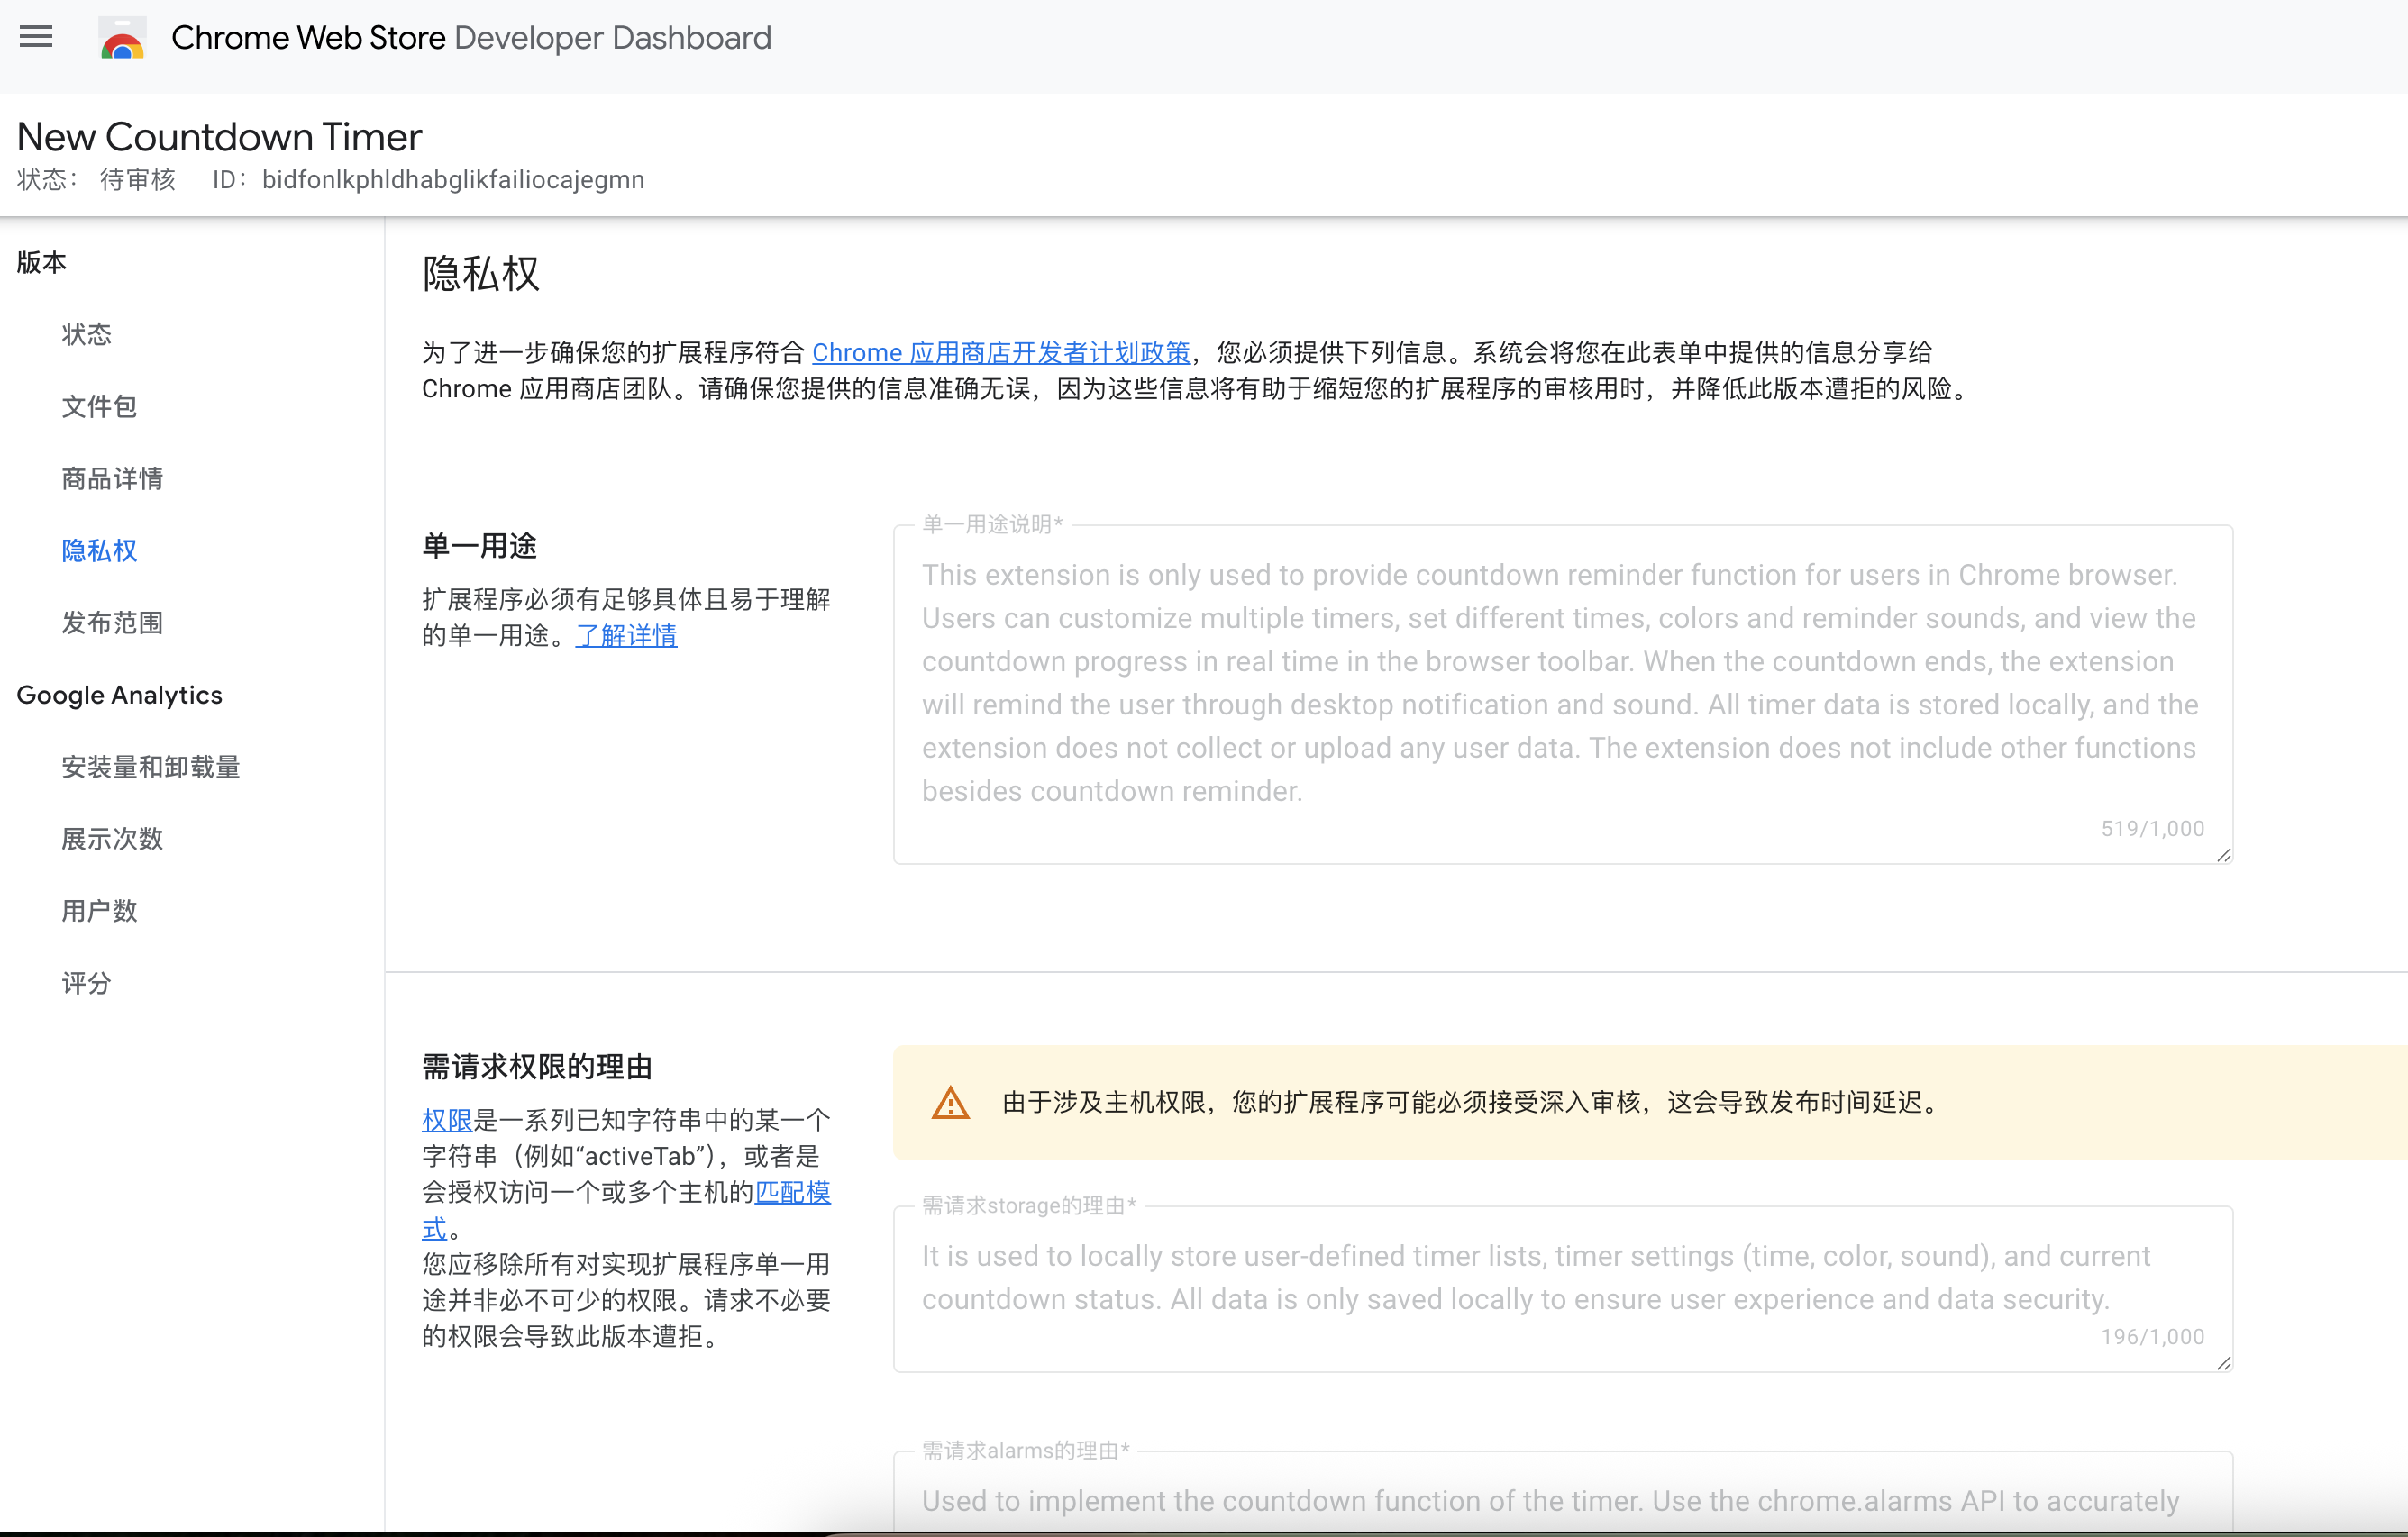 Chrome Web Store Developer Dashboard
New Countdown Timer
状态： 待审核 ID： bidfonlkphldhabglikfailiocajegmn
版本
状态
文件包
商品详情
隐私权
发布范围
Google Analytics
安装量和卸载量
展示次数
用户数
评分
隐私权
为了进一步确保您的扩展程序符合 Chrome 应用商店开发者计划政策，您必须提供下列信息。系统会将您在此表单中提供的信息分享给
Chrome 应用商店团队。请确保您提供的信息准确无误，因为这些信息将有助于缩短您的扩展程序的审核用时，并降低此版本遭拒的风险。
单一用途
扩展程序必须有足够具体且易于理解
的单一用途。了解详情
单一用途说明*
This extension is only used to provide countdown reminder function for users in Chrome browser.
Users can customize multiple timers, set different times, colors and reminder sounds, and view the
countdown progress in real time in the browser toolbar. When the countdown ends, the extension
will remind the user through desktop notification and sound. All timer data is stored locally, and the
extension does not collect or upload any user data. The extension does not include other functions
besides countdown reminder.
519/1,000
需请求权限的理由
权限是一系列已知字符串中的某一个
字符串（例如“activeTab”），或者是
会授权访问一个或多个主机的匹配模
式。
您应移除所有对实现扩展程序单一用
途并非必不可少的权限。请求不必要
的权限会导致此版本遭拒。
由于涉及主机权限，您的扩展程序可能必须接受深入审核，这会导致发布时间延迟。
需请求storage的理由*
It is used to locally store user-defined timer lists, timer settings (time, color, sound), and current
countdown status. All data is only saved locally to ensure user experience and data security.
196/1,000
需请求alarms的理由*
Used to implement the countdown function of the timer. Use the chrome.alarms API to accurately